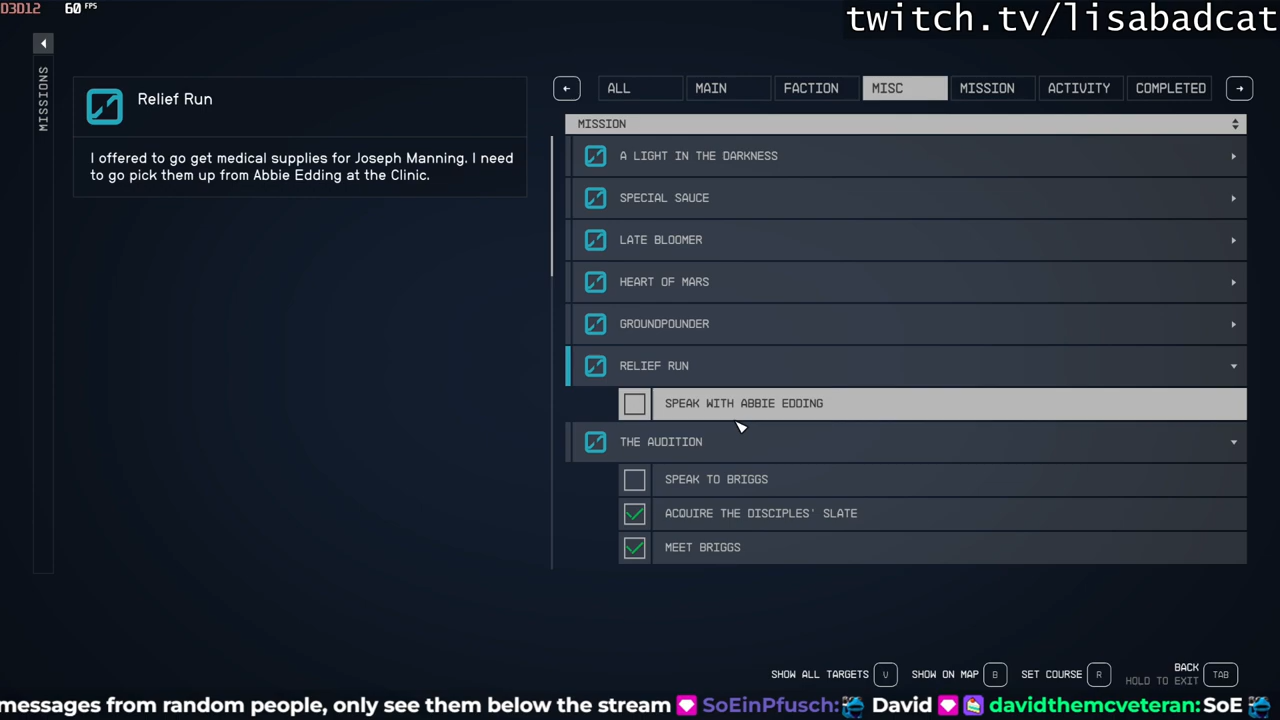 D3D12 60 FPS
twitch.tv/lisabadcat
MISSIONS
Relief Run
I offered to go get medical supplies for Joseph Manning. I need
to go pick them up from Abbie Edding at the Clinic.
ALL MAIN FACTION MISC MISSION ACTIVITY COMPLETED
MISSION
A LIGHT IN THE DARKNESS
SPECIAL SAUCE
LATE BLOOMER
HEART OF MARS
GROUNDPOUNDER
RELIEF RUN
SPEAK WITH ABBIE EDDING
THE AUDITION
SPEAK TO BRIGGS
ACQUIRE THE DISCIPLES' SLATE
MEET BRIGGS
SHOW ALL TARGETS V SHOW ON MAP B SET COURSE R BACK TAB
HOLD TO EXIT
messages from random people, only see them below the stream SoEinPfusch: David davidthemcveteran: SoE